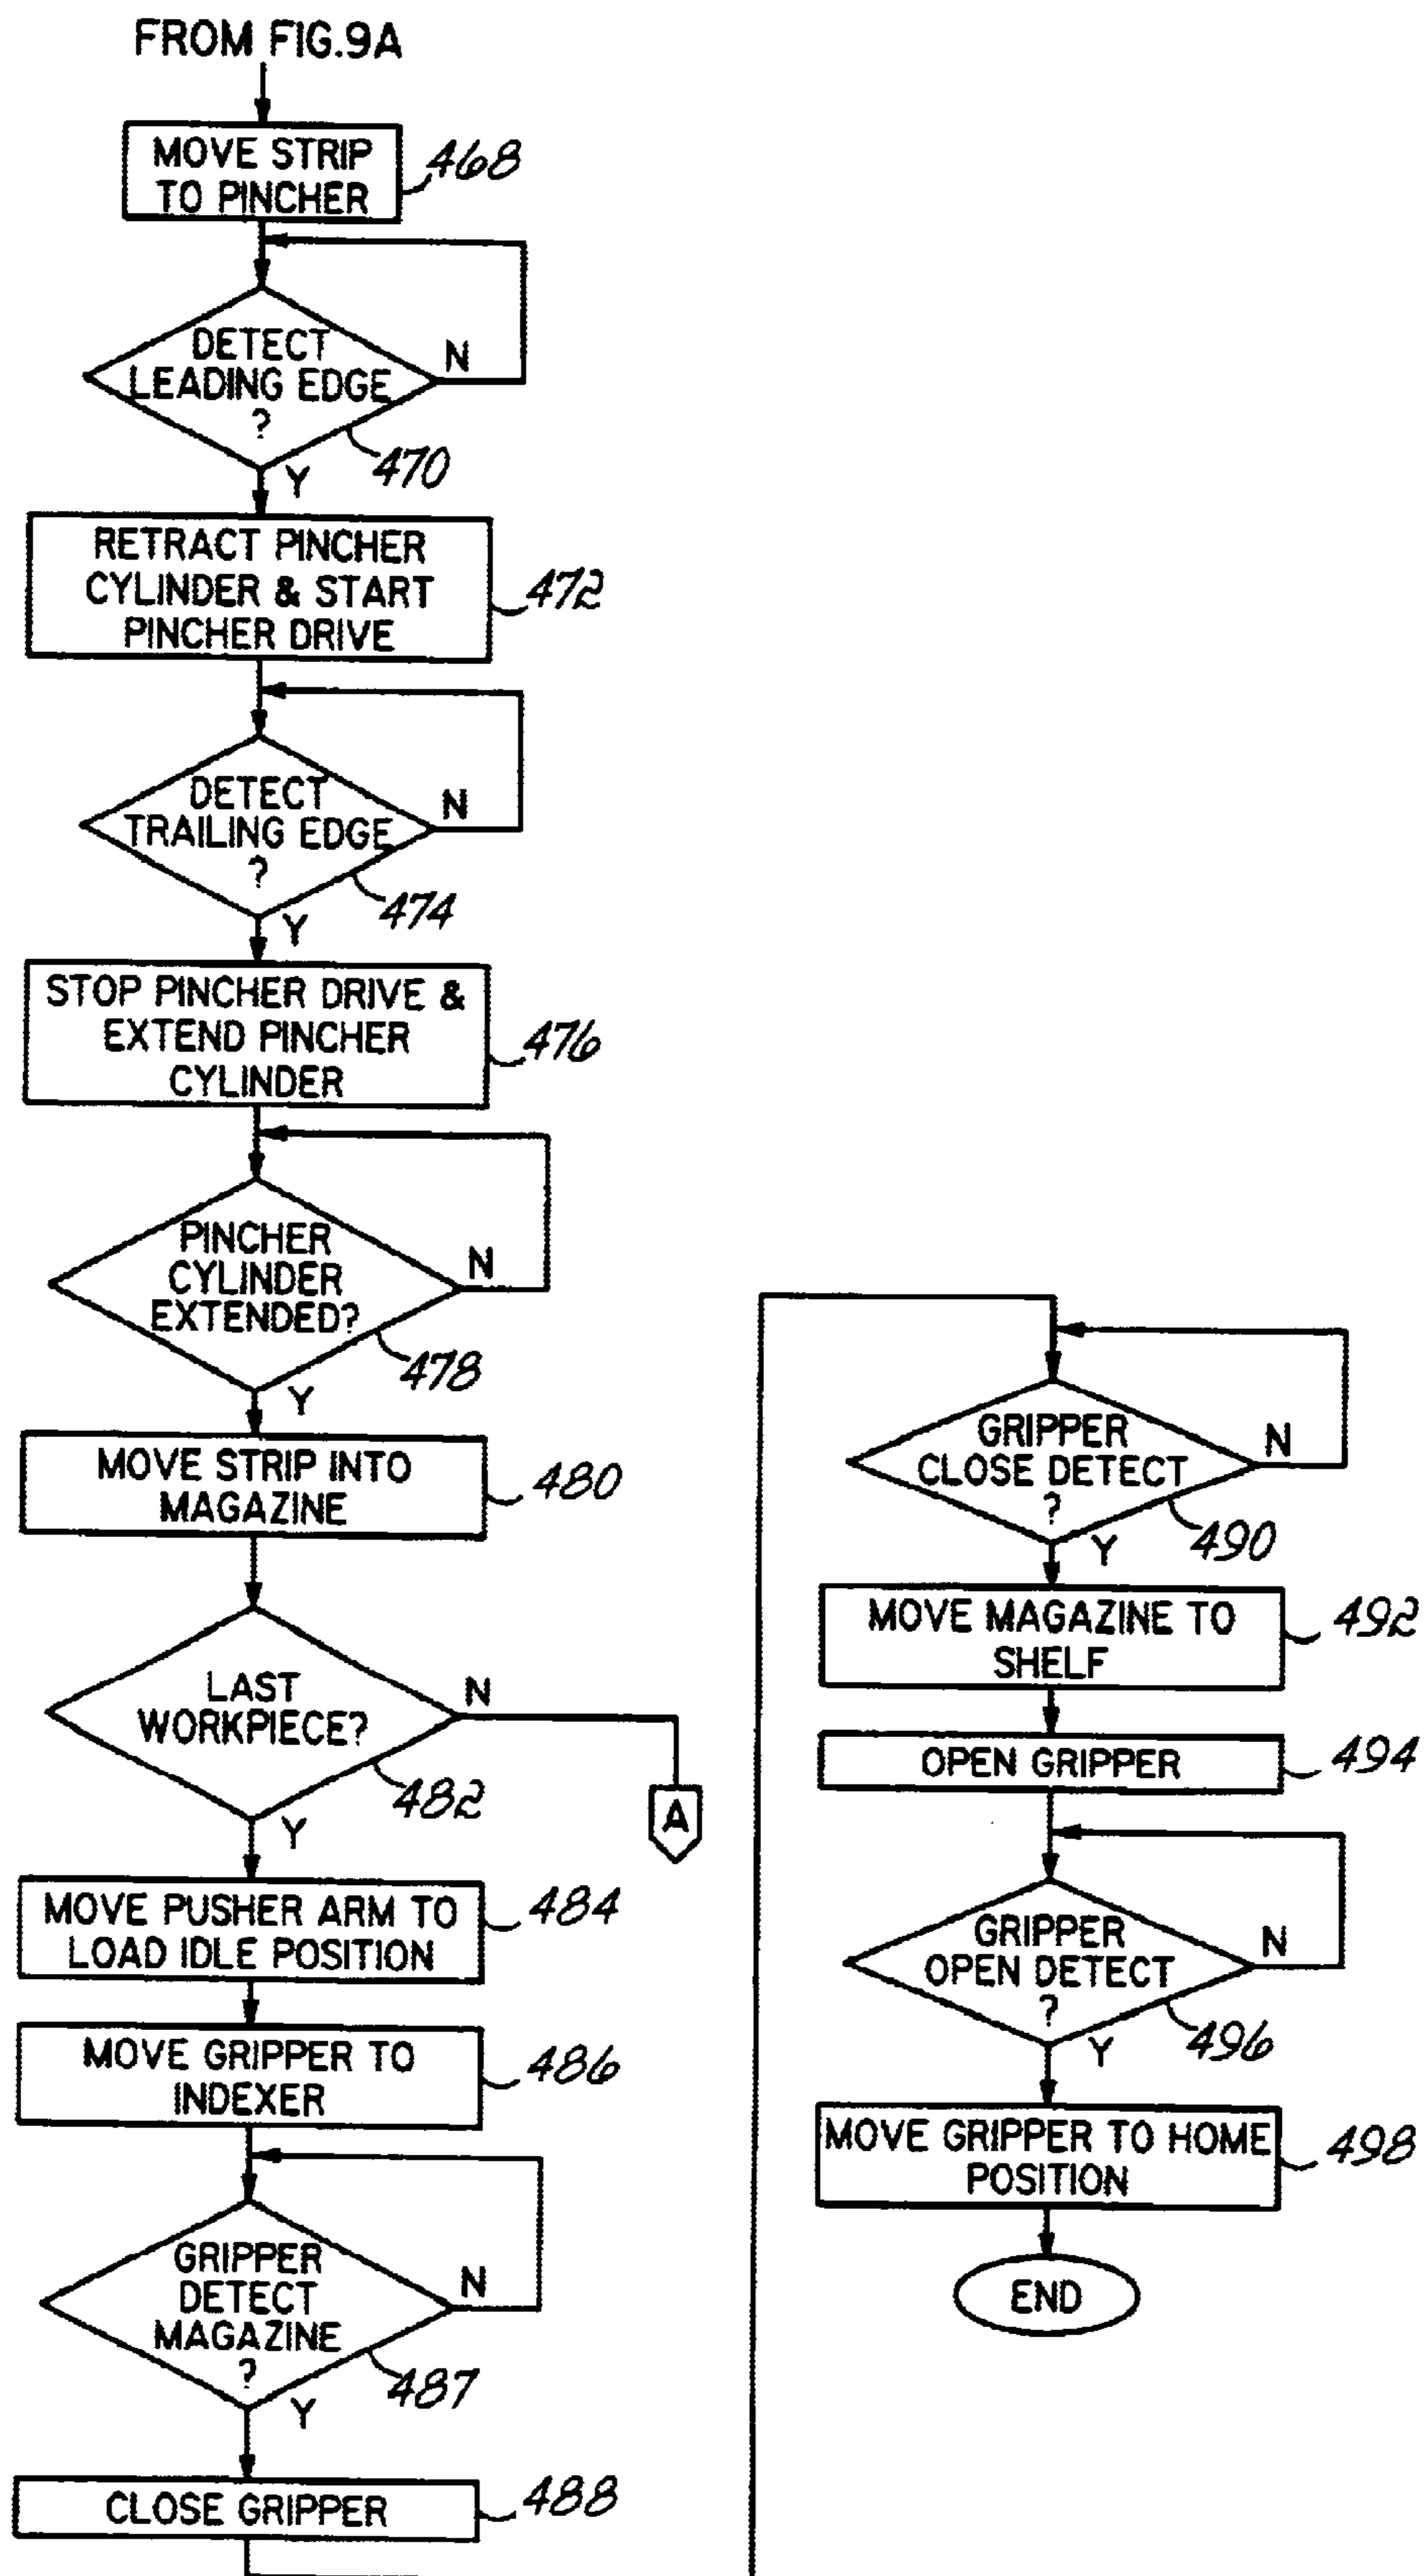 FROM FIG.9A
MOVE STRIP
TO PINCHER
468
DETECT
LEADING EDGE
?
N
470
Y
RETRACT PINCHER
CYLINDER & START
PINCHER DRIVE
472
DETECT
TRAILING EDGE
?
N
474
Y
STOP PINCHER DRIVE &
EXTEND PINCHER
CYLINDER
476
PINCHER
CYLINDER
EXTENDED?
N
478
Y
MOVE STRIP INTO
MAGAZINE
480
LAST
WORKPIECE?
N
482
A
Y
MOVE PUSHER ARM TO
LOAD IDLE POSITION
484
MOVE GRIPPER TO
INDEXER
486
GRIPPER
DETECT
MAGAZINE
?
N
487
Y
CLOSE GRIPPER
488
GRIPPER
CLOSE DETECT
?
N
490
Y
MOVE MAGAZINE TO
SHELF
492
OPEN GRIPPER
494
GRIPPER
OPEN DETECT
?
N
496
Y
MOVE GRIPPER TO HOME
POSITION
498
END